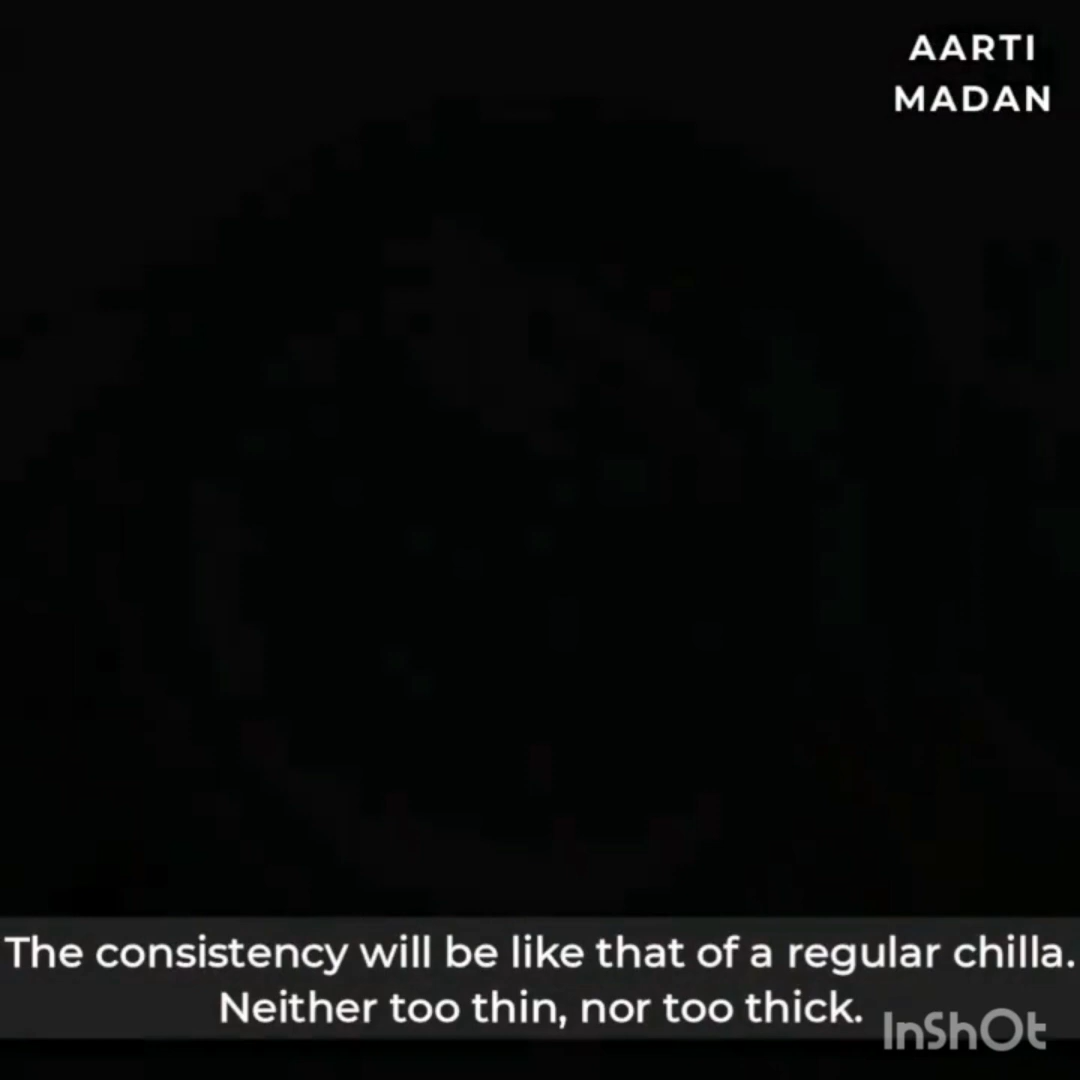 AARTI
MADAN
The consistency will be like that of a regular chilla.
Neither too thin, nor too thick.
InShOt